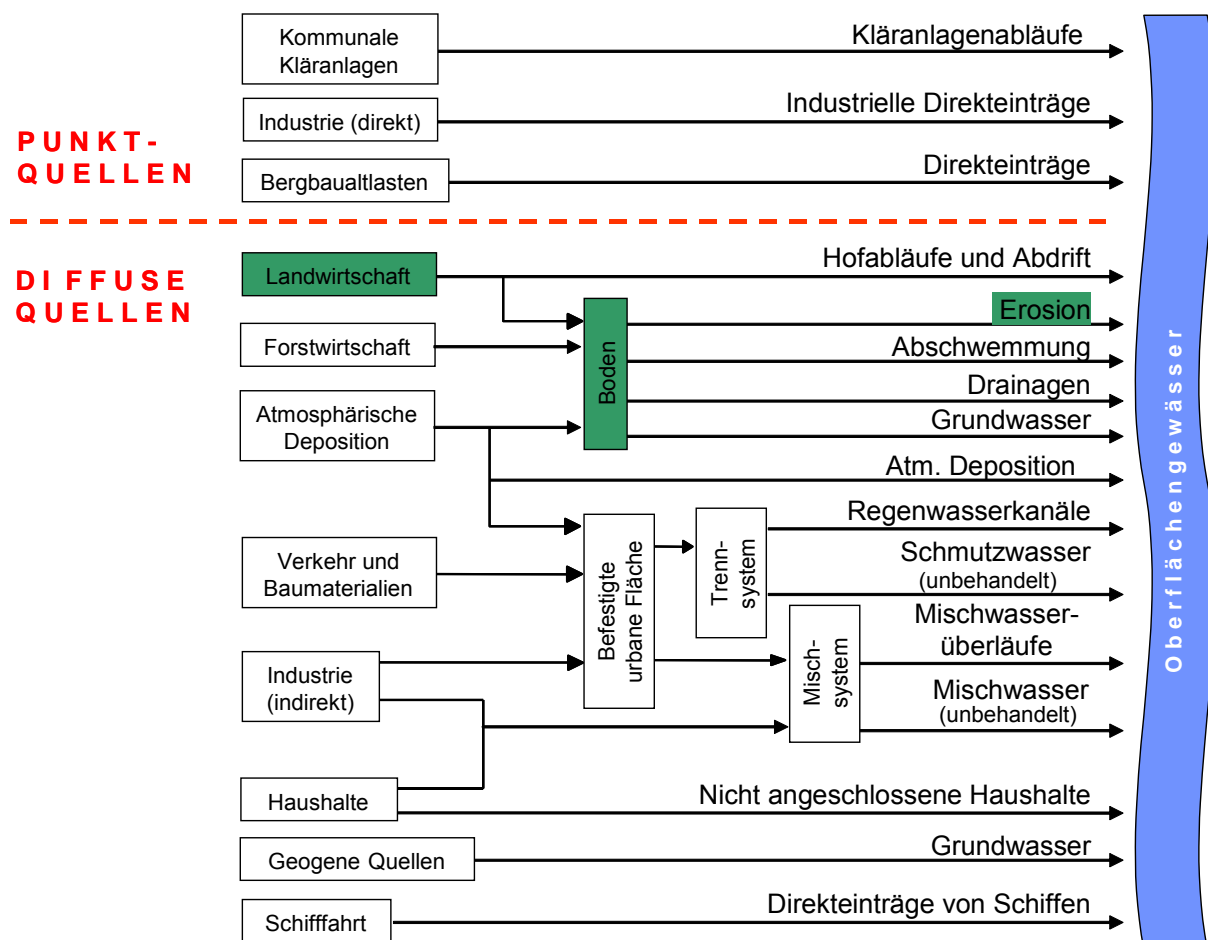 Kommunale
Kläranlagen
Kläranlagenabläufe
Industrie (direkt)
Industrielle Direkteinträge
PUNKT-
QUELLEN
Bergbaualtlasten
Direkteinträge
DIFFUSE
QUELLEN
Landwirtschaft
Hofabläufe und Abdrift
Boden
Erosion
Forstwirtschaft
Abschwemmung
Drainagen
Atmosphärische
Deposition
Grundwasser
Atm. Deposition
Befestigte
urbane Fläche
Trenn-
system
Regenwasserkanäle
Verkehr und
Baumaterialien
Schmutzwasser
(unbehandelt)
Misch-
system
Mischwasser-
überläufe
Industrie
(indirekt)
Mischwasser
(unbehandelt)
Haushalte
Nicht angeschlossene Haushalte
Geogene Quellen
Grundwasser
Schifffahrt
Direkteinträge von Schiffen
Oberflächengewässer